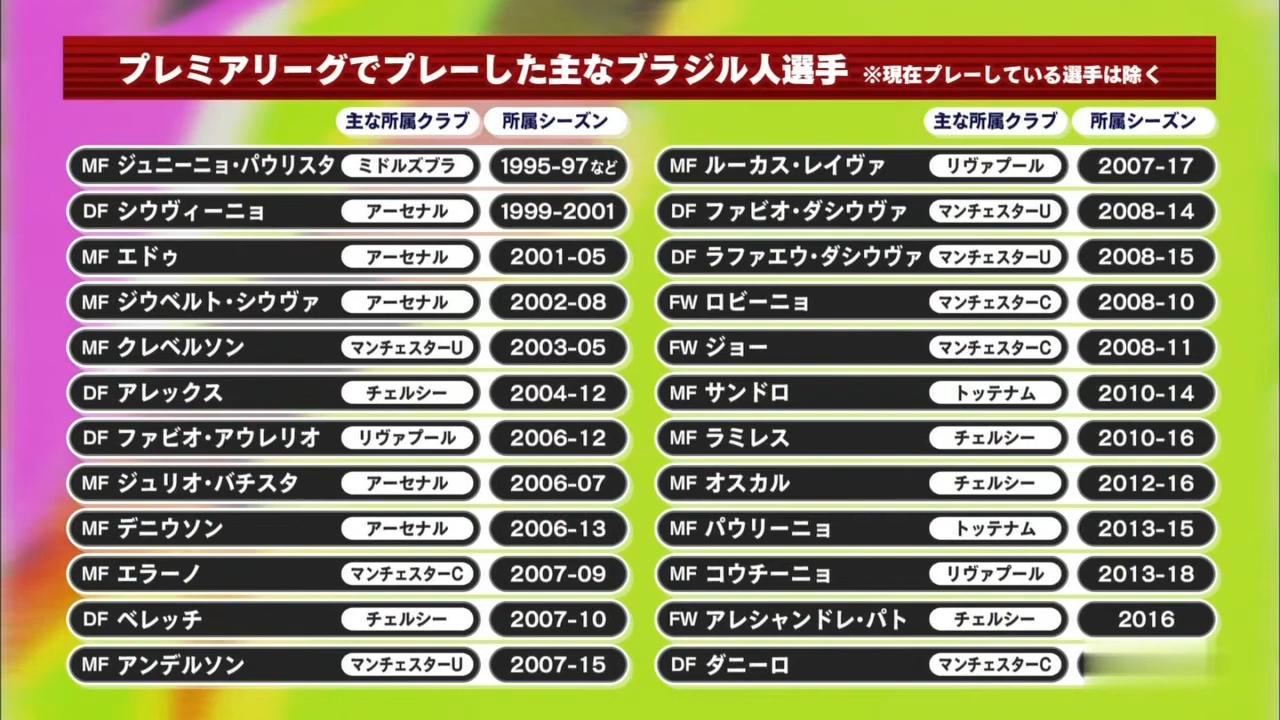 プレミアリーグでプレーした主なブラジル人選手 ※現在プレーしている選手は除く
主な所属クラブ 所属シーズン
MF ジュニーニョ・パウリスタ ミドルズブラ 1995-97など
DF シウヴィーニョ アーセナル 1999-2001
MF エドゥ アーセナル 2001-05
MF ジウベルト・シウヴァ アーセナル 2002-08
MF クレベルソン マンチェスターU 2003-05
DF アレックス チェルシー 2004-12
DF ファビオ・アウレリオ リヴァプール 2006-12
MF ジュリオ・バチスタ アーセナル 2006-07
MF デニウソン アーセナル 2006-13
MF エラーノ マンチェスターC 2007-09
DF ベレッチ チェルシー 2007-10
MF アンデルソン マンチェスターU 2007-15
主な所属クラブ 所属シーズン
MF ルーカス・レイヴァ リヴァプール 2007-17
DF ファビオ・ダシウヴァ マンチェスターU 2008-14
DF ラファエウ・ダシウヴァ マンチェスターU 2008-15
FW ロビーニョ マンチェスターC 2008-10
FW ジョー マンチェスターC 2008-11
MF サンドロ トッテナム 2010-14
MF ラミレス チェルシー 2010-16
MF オスカル チェルシー 2012-16
MF パウリーニョ トッテナム 2013-15
MF コウチーニョ リヴァプール 2013-18
FW アレシャンドレ・パト チェルシー 2016
DF ダニーロ マンチェスターC